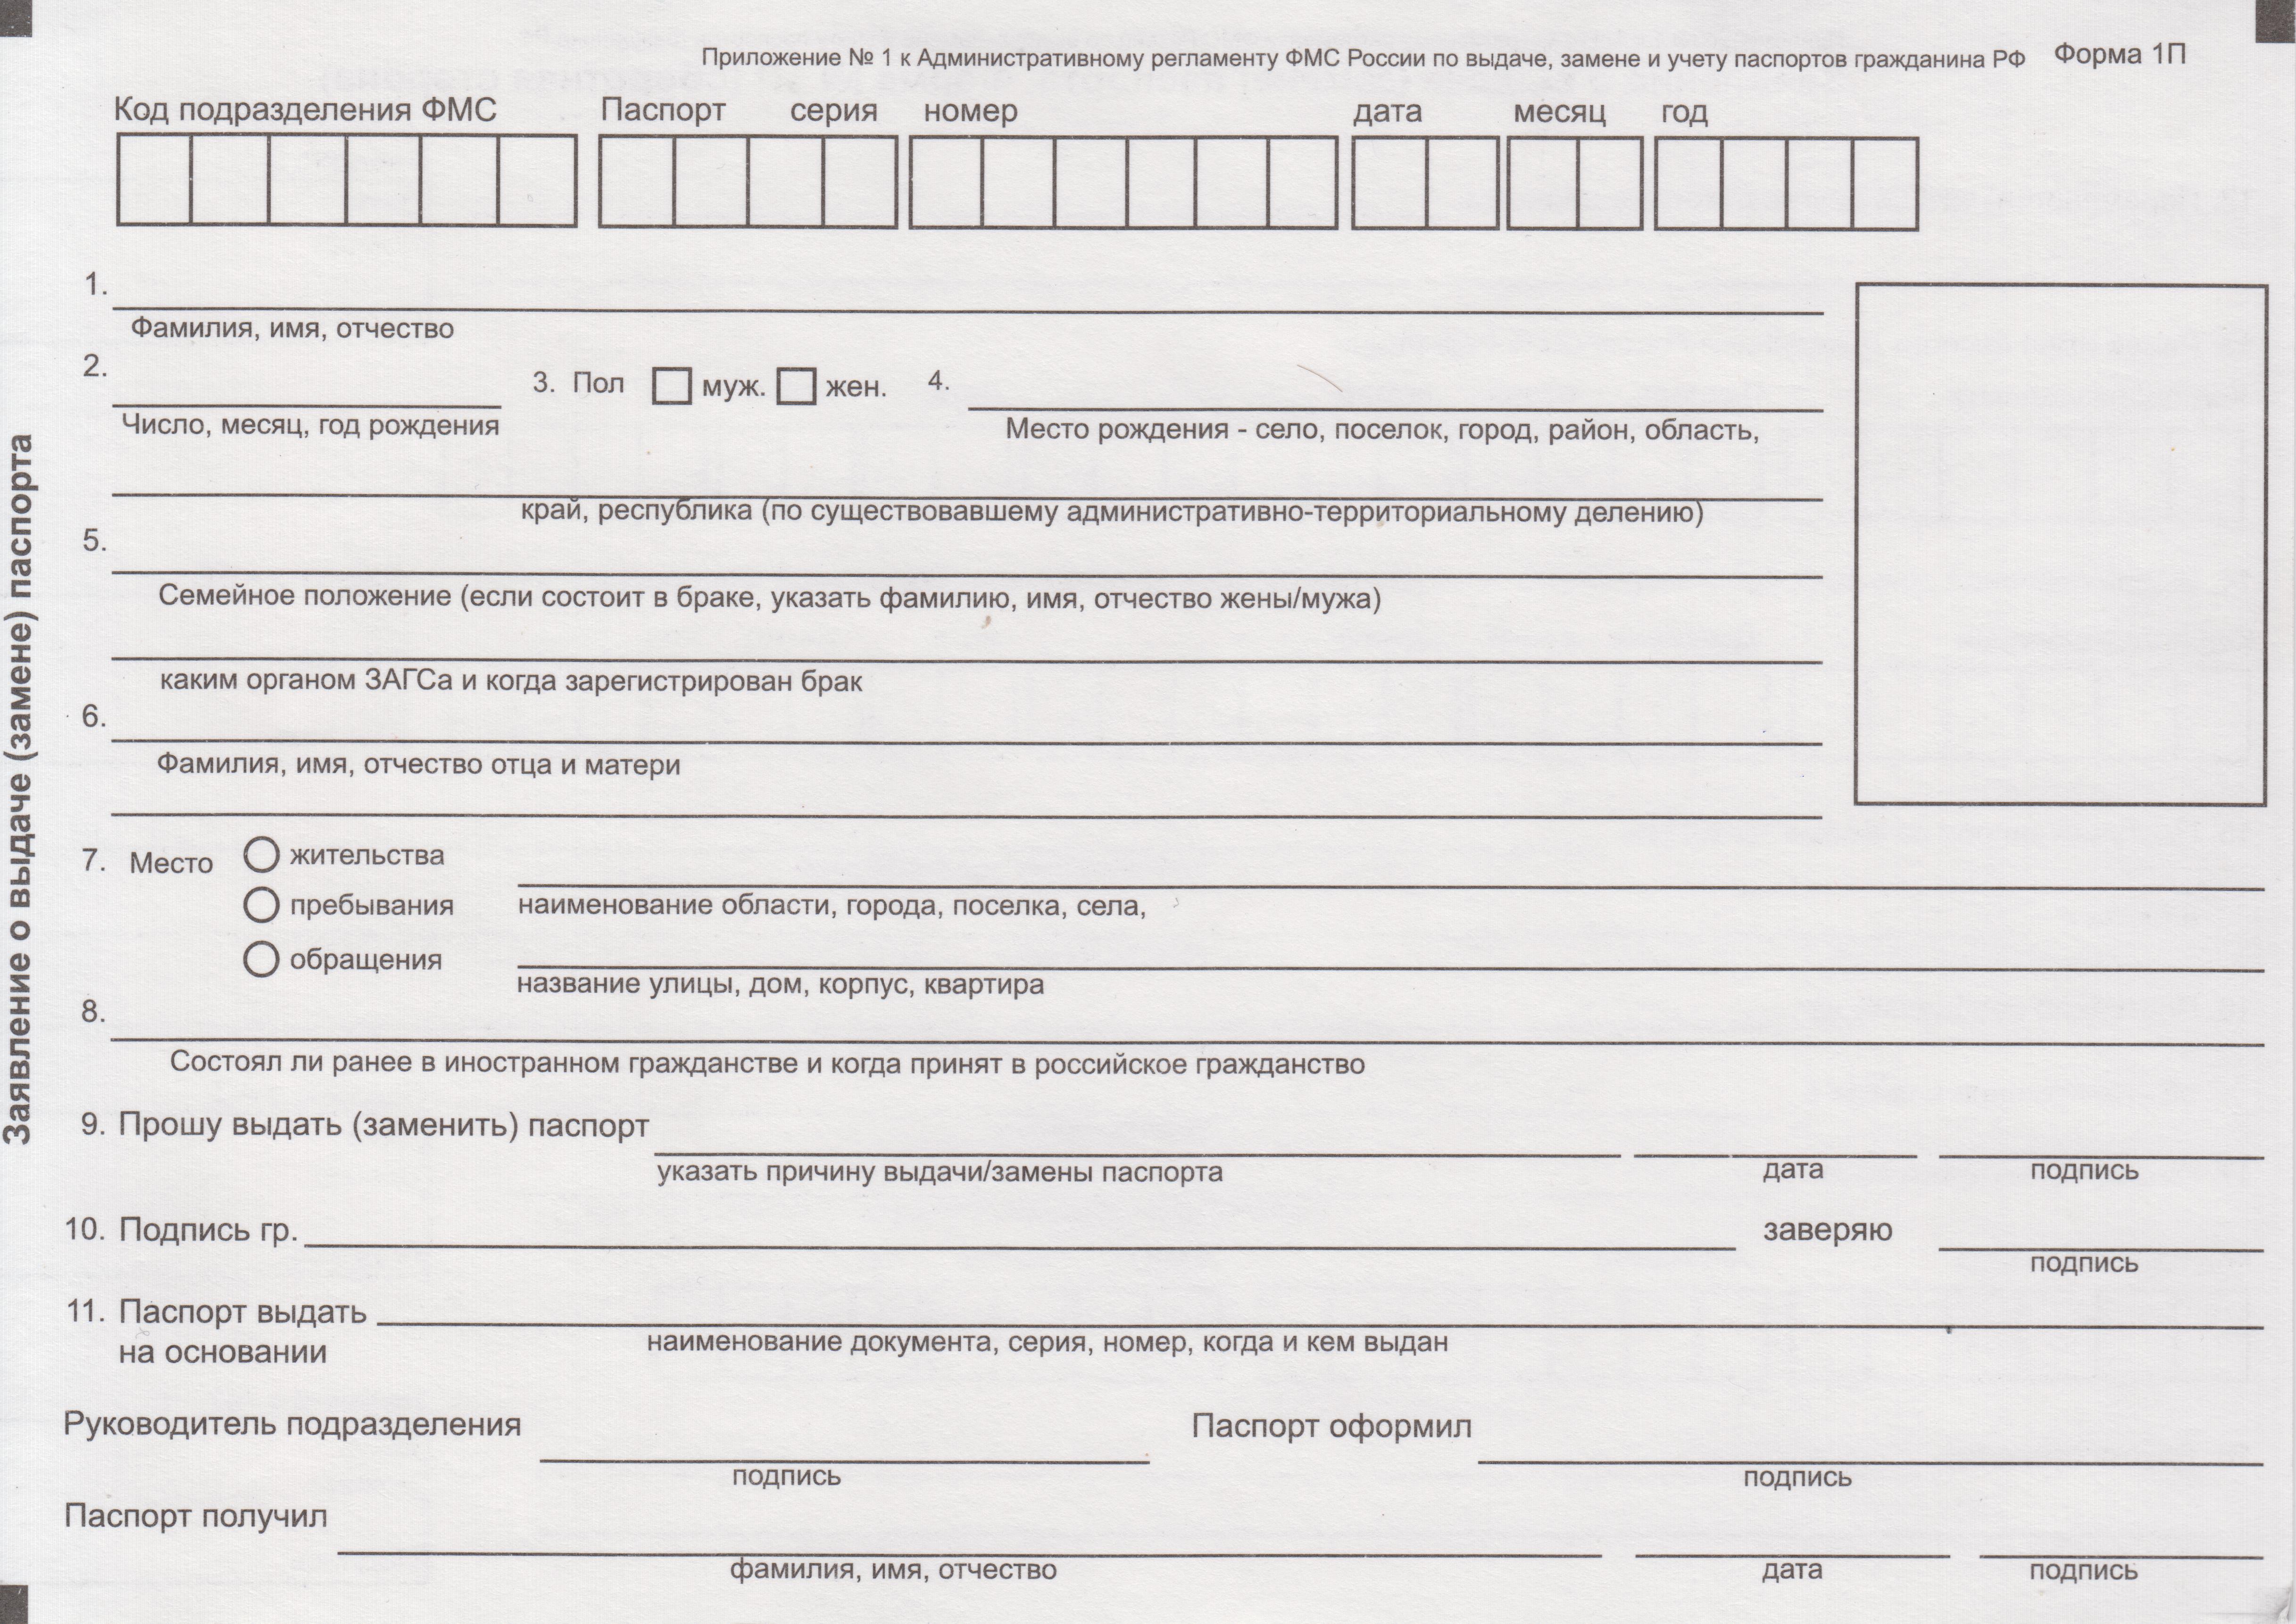 Приложение № 1 к Административному регламенту ФМС России по выдаче, замене и учету паспортов гражданина РФ Форма 1П
Код подразделения ФМС Паспорт серия номер дата месяц год
1.
Фамилия, имя, отчество
2. 3. Пол муж. жен. 4.
Число, месяц, год рождения Место рождения - село, поселок, город, район, область,
край, республика (по существовавшему административно-территориальному делению)
5.
Семейное положение (если состоит в браке, указать фамилию, имя, отчество жены/мужа)
каким органом ЗАГСа и когда зарегистрирован брак
6.
Фамилия, имя, отчество отца и матери
7. Место жительства
пребывания наименование области, города, поселка, села,
обращения
название улицы, дом, корпус, квартира
8.
Состоял ли ранее в иностранном гражданстве и когда принят в российское гражданство
9. Прошу выдать (заменить) паспорт
указать причину выдачи/замены паспорта дата подпись
10. Подпись гр. заверяю
подпись
11. Паспорт выдать
на основании наименование документа, серия, номер, когда и кем выдан
Руководитель подразделения Паспорт оформил
подпись подпись
Паспорт получил
фамилия, имя, отчество дата подпись
Заявление о выдаче (замене) паспорта